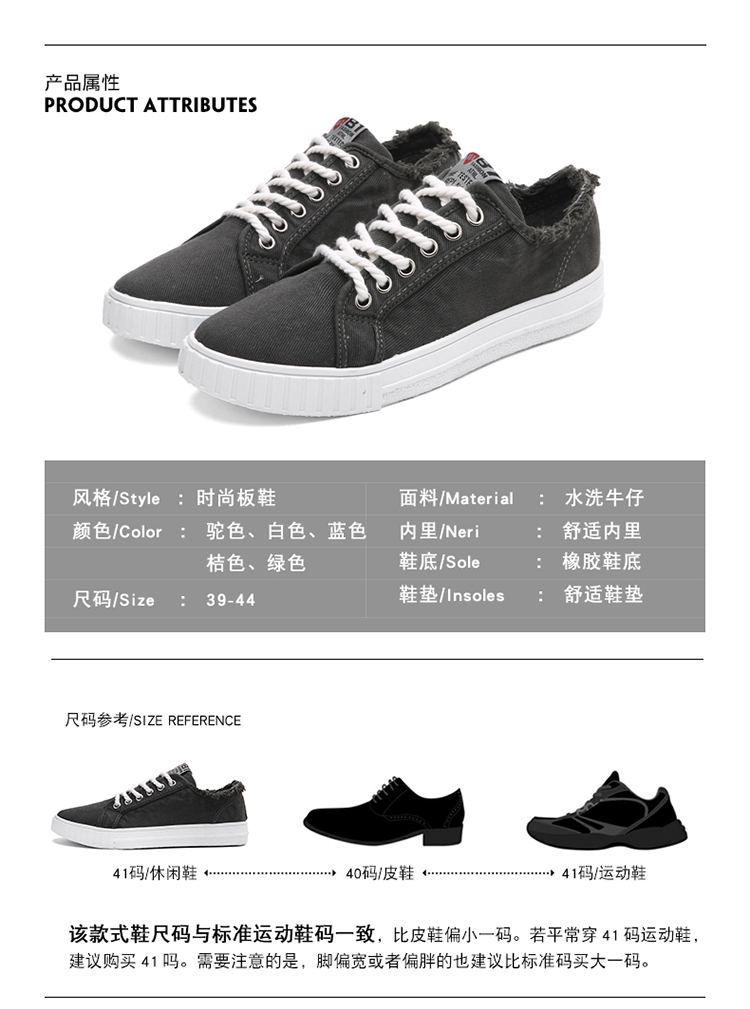 产品属性
PRODUCT ATTRIBUTES
风格/Style : 时尚板鞋
面料/Material : 水洗牛仔
颜色/Color : 驼色、白色、蓝色
内里/Neri : 舒适内里
桔色、绿色
鞋底/Sole : 橡胶鞋底
尺码/Size : 39-44
鞋垫/Insoles : 舒适鞋垫
尺码参考/SIZE REFERENCE
41码/休闲鞋
40码/皮鞋
41码/运动鞋
该款式鞋尺码与标准运动鞋码一致，比皮鞋偏小一码。若平常穿 41 码运动鞋，
建议购买 41 吗。需要注意的是，脚偏宽或者偏胖的也建议比标准码买大一码。